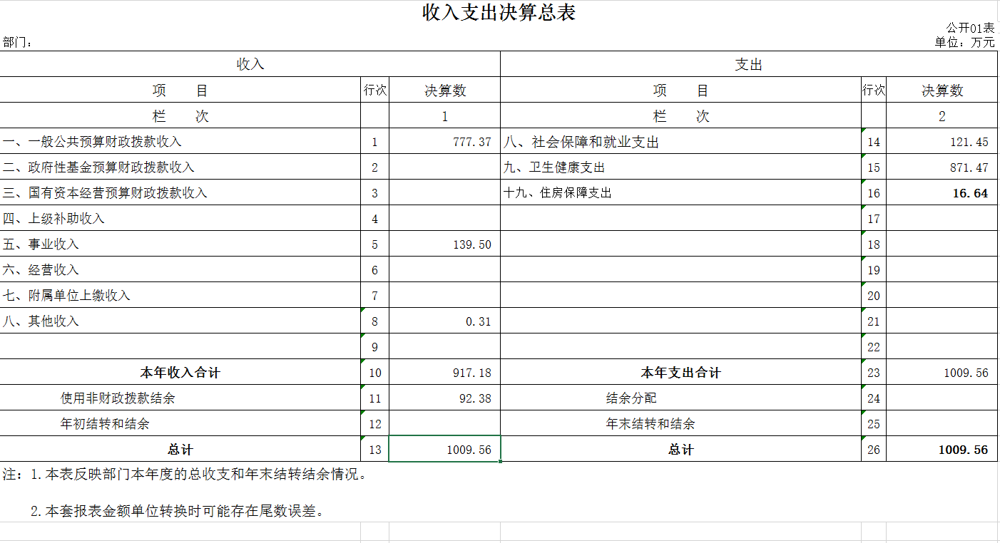 收入支出决算总表
公开01表
部门： 单位：万元
收入 支出
项 目 行次 决算数 项 目 行次 决算数
栏 次 1 栏 次 2
一、一般公共预算财政拨款收入 1 777.37 八、社会保障和就业支出 14 121.45
二、政府性基金预算财政拨款收入 2 九、卫生健康支出 15 871.47
三、国有资本经营预算财政拨款收入 3 十九、住房保障支出 16 16.64
四、上级补助收入 4 17
五、事业收入 5 139.50 18
六、经营收入 6 19
七、附属单位上缴收入 7 20
八、其他收入 8 0.31 21
9 22
本年收入合计 10 917.18 本年支出合计 23 1009.56
使用非财政拨款结余 11 92.38 结余分配 24
年初结转和结余 12 年末结转和结余 25
总计 13 1009.56 总计 26 1009.56
注：1.本表反映部门本年度的总收支和年末结转结余情况。
2.本套报表金额单位转换时可能存在尾数误差。